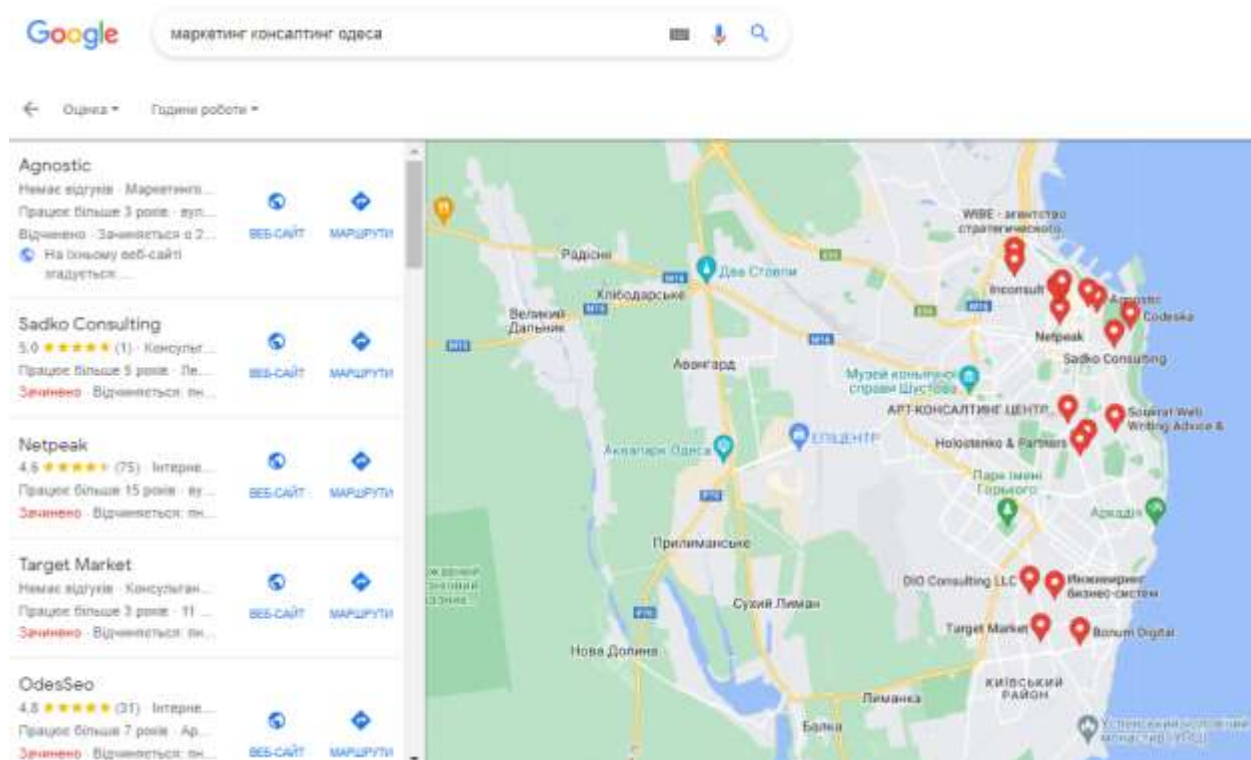 Google
маркетинг консалтинг одеса
Оцінка
Години роботи
Agnostic
Немає відгуків · Маркетинго...
Працює більше 3 років · вул...
Відчинено · Зачиняється о 2...
На їхньому веб-сайті
згадується: ...
ВЕБ-САЙТ
МАРШРУТИ
Sadko Consulting
5,0 (1) · Консульт...
Працює більше 5 років · Ле...
Зачинено · Відчиняється: пн...
ВЕБ-САЙТ
МАРШРУТИ
Netpeak
4,6 (75) · Інтерне...
Працює більше 15 років · ву...
Зачинено · Відчиняється: пн...
ВЕБ-САЙТ
МАРШРУТИ
Target Market
Немає відгуків · Консультан...
Працює більше 3 років · 11 ...
Зачинено · Відчиняється: пн...
ВЕБ-САЙТ
МАРШРУТИ
OdesSeo
4,8 (31) · Інтерне...
Працює більше 7 років · Ар...
Зачинено · Відчиняється: пн...
ВЕБ-САЙТ
МАРШРУТИ
WIBE - агентство
стратегического
Радісне
Два Стовпи
Хлібодарське
Inconsult
Agnostic
Codeska
Великий
Дальник
Netpeak
Sadko Consulting
Авангард
Музей коньячної
справи Шустова
АРТ-КОНСАЛТИНГ ЦЕНТР...
Soukrat Well
Writing Advice &
ЕПІЦЕНТР
Holostenko & Partners
Аквапарк Одеса
Парк імені
Горького
Аркадія
Прилиманське
DIO Consulting LLC
Инжиниринг
бизнес-систем
Сухий Лиман
Target Market
Bonum Digital
Нова Долина
КИЇВСЬКИЙ
РАЙОН
Лиманка
Балка